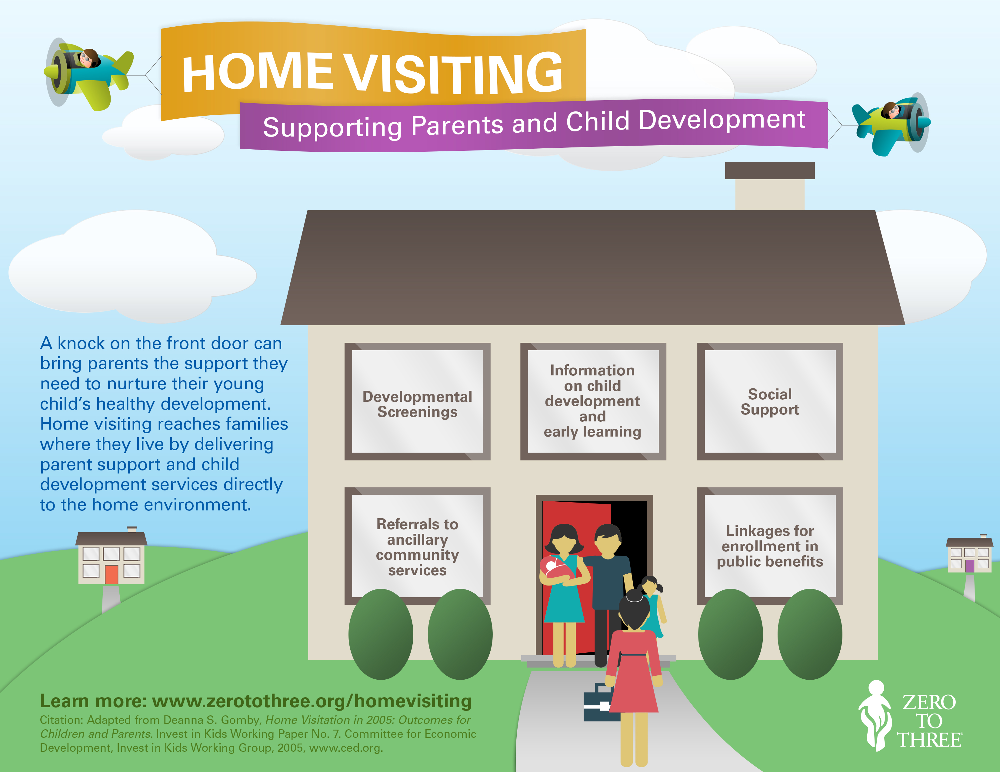 HOME VISITING
Supporting Parents and Child Development
A knock on the front door can
bring parents the support they
need to nurture their young
child's healthy development.
Home visiting reaches families
where they live by delivering
parent support and child
development services directly
to the home environment.
Developmental
Screenings
Information
on child
development
and
early learning
Social
Support
Referrals to
ancillary
community
services
Linkages for
enrollment in
public benefits
Learn more: www.zerotothree.org/homevisiting
Citation: Adapted from Deanna S. Gomby, Home Visitation in 2005: Outcomes for
Children and Parents. Invest in Kids Working Paper No. 7. Committee for Economic
Development, Invest in Kids Working Group, 2005, www.ced.org.
ZERO
TO
THREE®